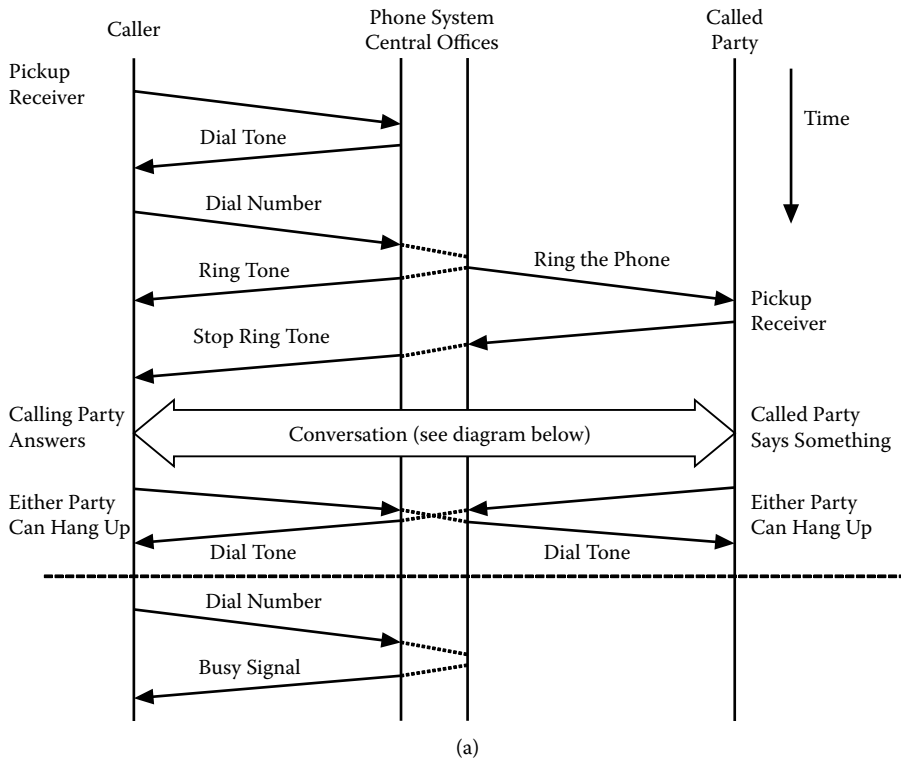 Caller
Phone System
Central Offices
Called
Party
Pickup
Receiver
Time
Dial Tone
Dial Number
Ring Tone
Ring the Phone
Pickup
Receiver
Stop Ring Tone
Calling Party
Answers
Conversation (see diagram below)
Called Party
Says Something
Either Party
Can Hang Up
Either Party
Can Hang Up
Dial Tone
Dial Tone
Dial Number
Busy Signal
(a)